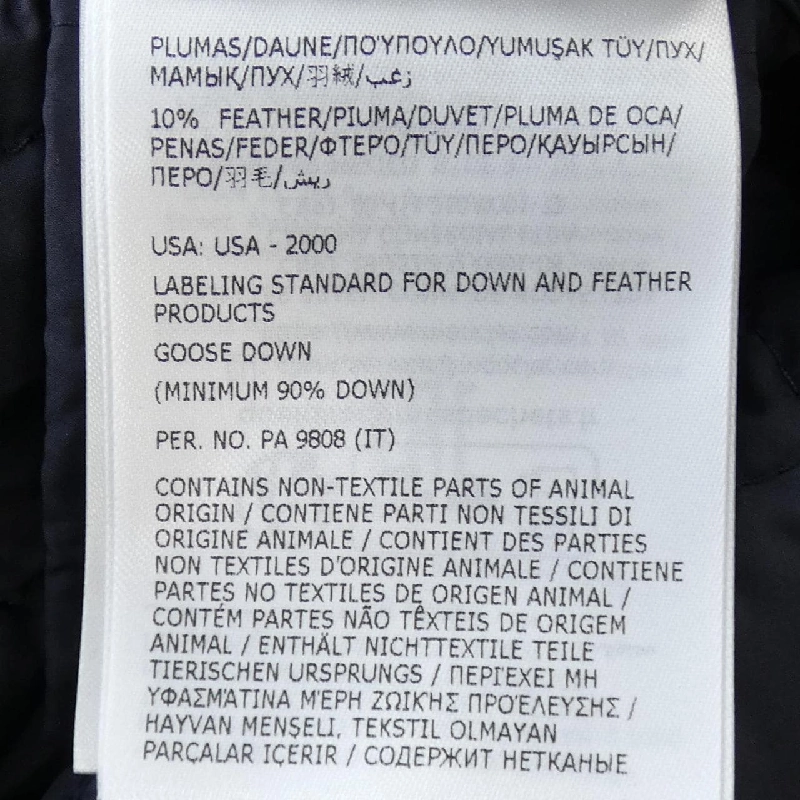 PLUMAS/DAUNE/ΠΟΎΠΟΥΛΟ/YUMUŞAK TÜY/ПУХ/
МАМЫҚ/ПУХ/羽絨/زغب
10% FEATHER/PIUMA/DUVET/PLUMA DE OCA/
PENAS/FEDER/ΦΤΕΡΌ/TÜY/ПЕРО/ҚАУЫРСЫН/
ПЕРО/羽毛/ريش
USA: USA - 2000
LABELING STANDARD FOR DOWN AND FEATHER
PRODUCTS
GOOSE DOWN
(MINIMUM 90% DOWN)
PER. NO. PA 9808 (IT)
CONTAINS NON-TEXTILE PARTS OF ANIMAL
ORIGIN / CONTIENE PARTI NON TESSILI DI
ORIGINE ANIMALE / CONTIENT DES PARTIES
NON TEXTILES D'ORIGINE ANIMALE / CONTIENE
PARTES NO TEXTILES DE ORIGEN ANIMAL /
CONTÉM PARTES NÃO TÊXTEIS DE ORIGEM
ANIMAL / ENTHÄLT NICHTTEXTILE TEILE
TIERISCHEN URSPRUNGS / ΠΕΡΙΈΧΕΙ ΜΗ
ΥΦΑΣΜΆΤΙΝΑ ΜΈΡΗ ΖΩΙΚΉΣ ΠΡΟΈΛΕΥΣΗΣ /
HAYVAN MENŞELI, TEKSTIL OLMAYAN
PARÇALAR IÇERIR / СОДЕРЖИТ НЕТКАНЫЕ